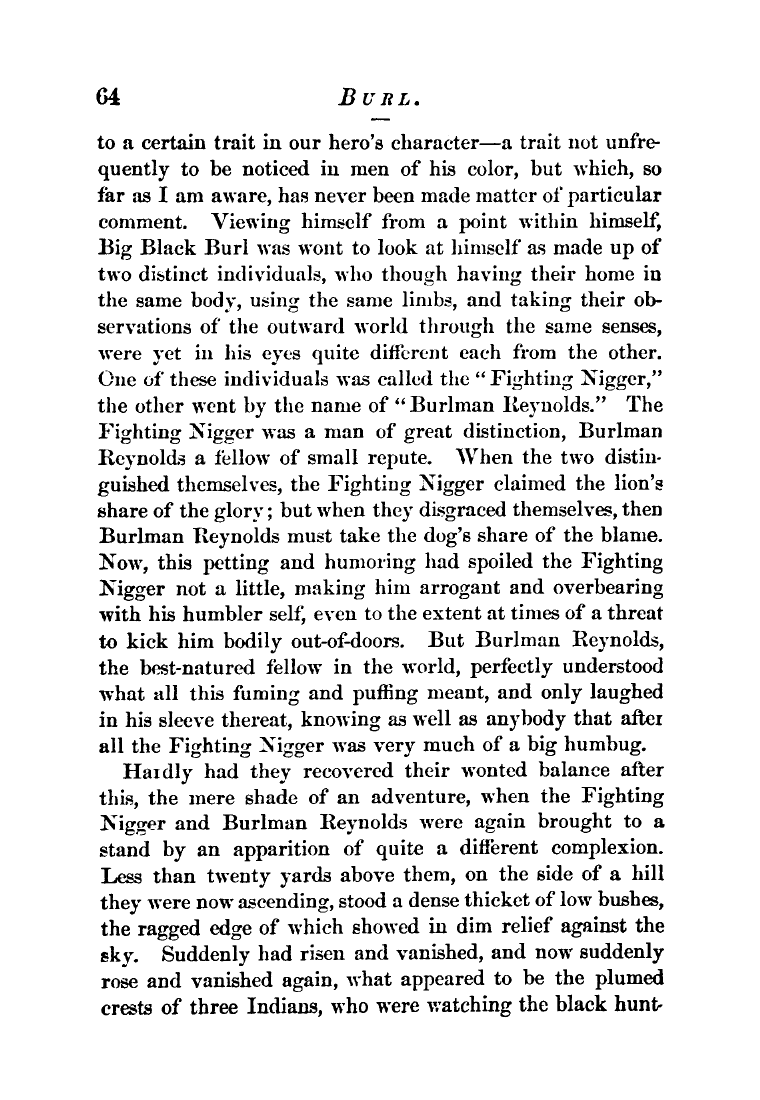 64 BURL.
to a certain trait in our hero's character—a trait not unfre-
quently to be noticed in men of his color, but which, so
far as I am aware, has never been made matter of particular
comment. Viewing himself from a point within himself,
Big Black Burl was wont to look at himself as made up of
two distinct individuals, who though having their home in
the same body, using the same limbs, and taking their ob-
servations of the outward world through the same senses,
were yet in his eyes quite different each from the other.
One of these individuals was called the "Fighting Nigger,"
the other went by the name of "Burlman Reynolds." The
Fighting Nigger was a man of great distinction, Burlman
Reynolds a fellow of small repute. When the two distin-
guished themselves, the Fighting Nigger claimed the lion's
share of the glory; but when they disgraced themselves, then
Burlman Reynolds must take the dog's share of the blame.
Now, this petting and humoring had spoiled the Fighting
Nigger not a little, making him arrogant and overbearing
with his humbler self, even to the extent at times of a threat
to kick him bodily out-of-doors. But Burlman Reynolds,
the best-natured fellow in the world, perfectly understood
what all this fuming and puffing meant, and only laughed
in his sleeve thereat, knowing as well as anybody that after
all the Fighting Nigger was very much of a big humbug.
Hardly had they recovered their wonted balance after
this, the mere shade of an adventure, when the Fighting
Nigger and Burlman Reynolds were again brought to a
stand by an apparition of quite a different complexion.
Less than twenty yards above them, on the side of a hill
they were now ascending, stood a dense thicket of low bushes,
the ragged edge of which showed in dim relief against the
sky. Suddenly had risen and vanished, and now suddenly
rose and vanished again, what appeared to be the plumed
crests of three Indians, who were watching the black hunt-